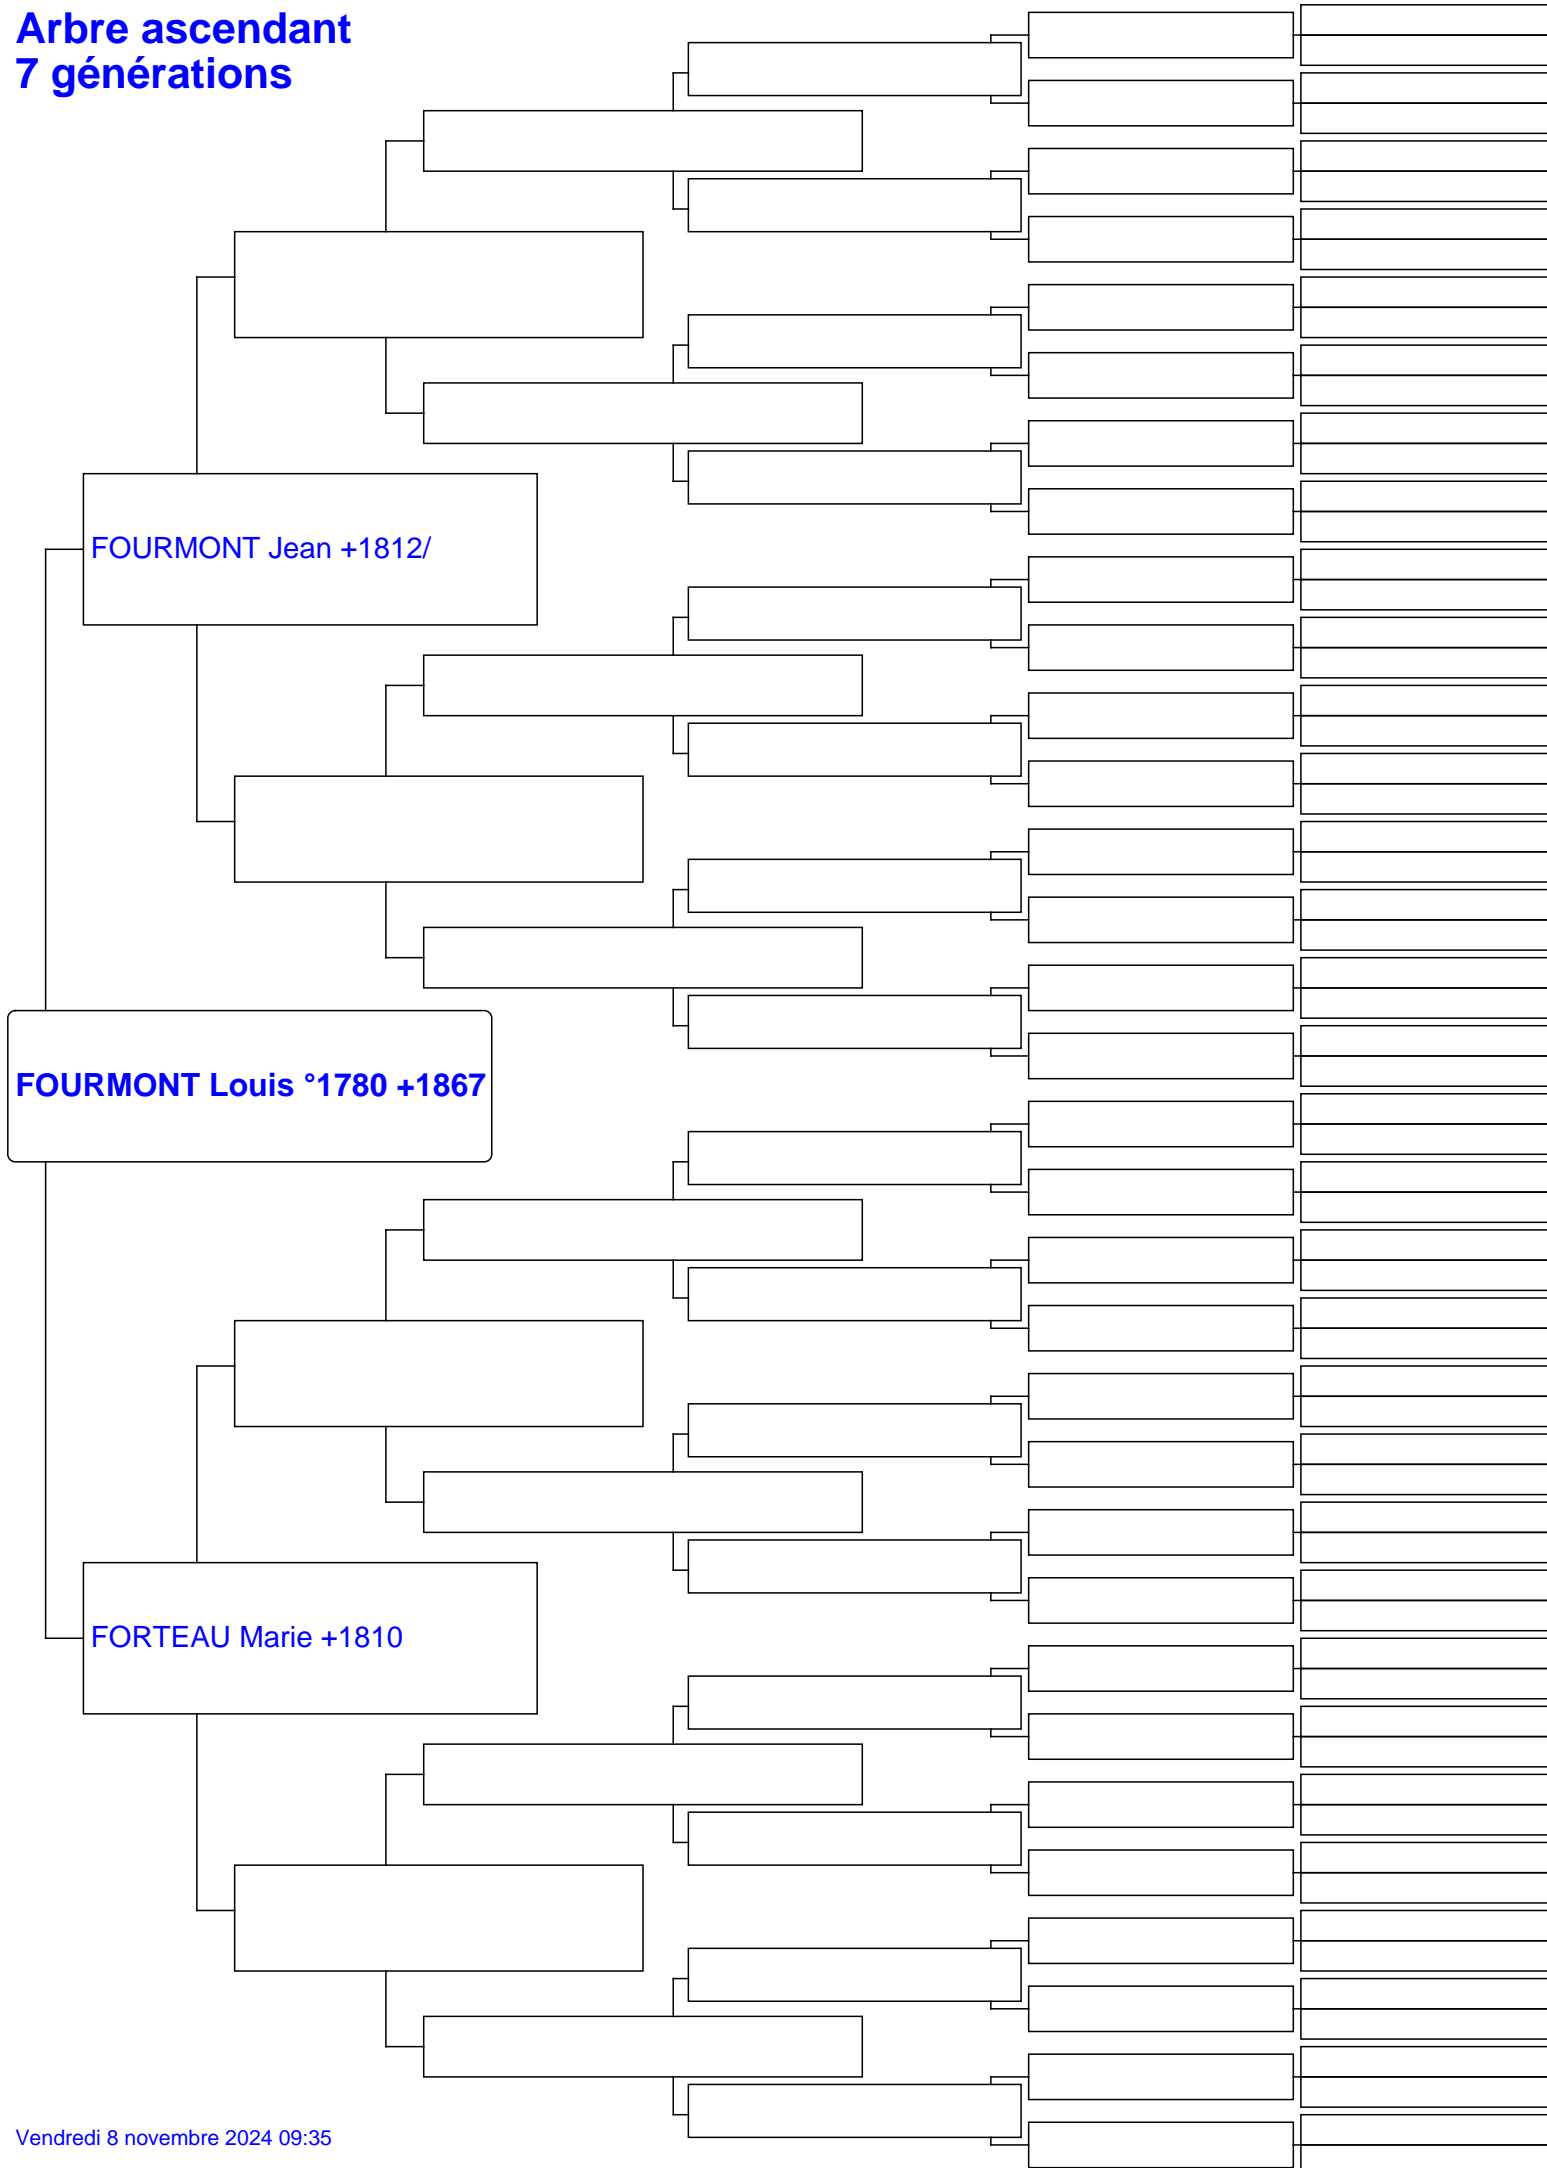 Arbre ascendant
7 générations
FOURMONT Jean +1812/
FOURMONT Louis °1780 +1867
FORTEAU Marie +1810
Vendredi 8 novembre 2024 09:35